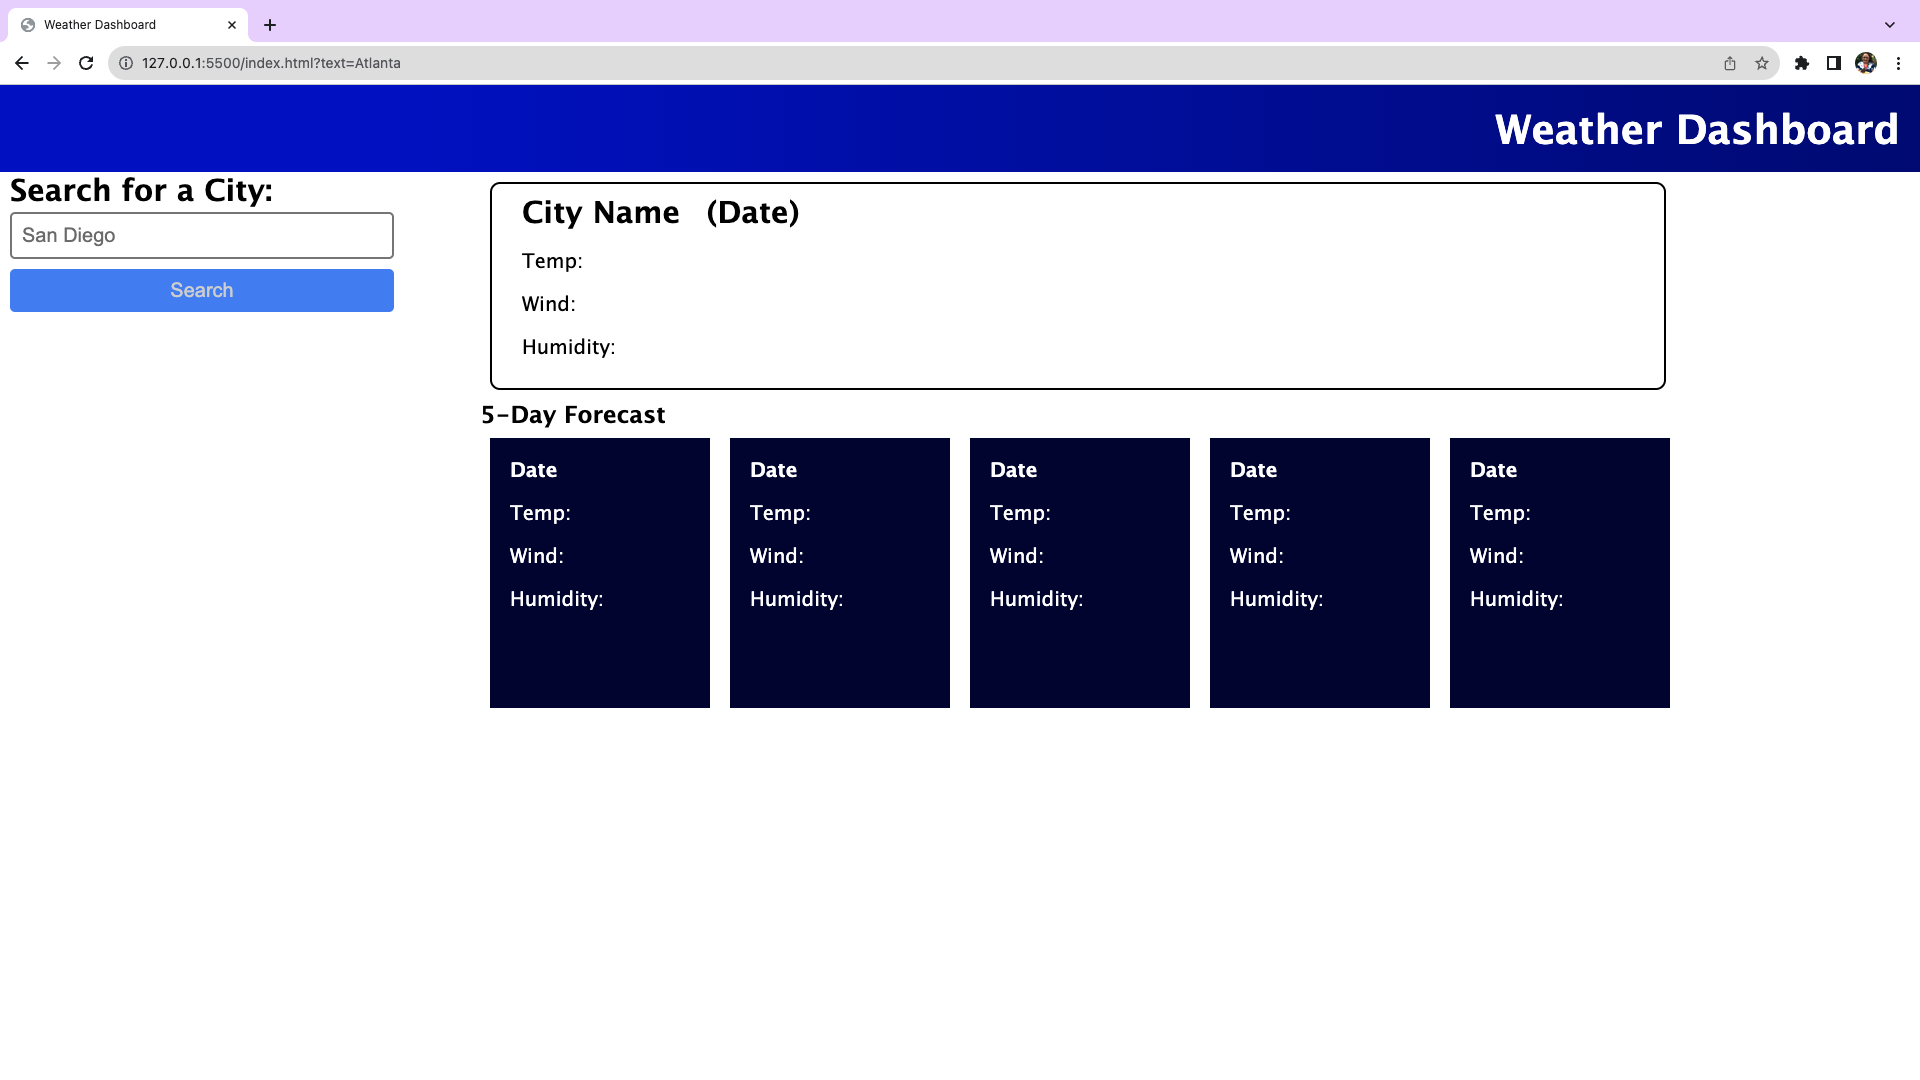 Weather Dashboard
127.0.0.1:5500/index.html?text=Atlanta
Weather Dashboard
Search for a City:
San Diego
Search
City Name (Date)
Temp:
Wind:
Humidity:
5-Day Forecast
Date
Temp:
Wind:
Humidity:
Date
Temp:
Wind:
Humidity:
Date
Temp:
Wind:
Humidity:
Date
Temp:
Wind:
Humidity:
Date
Temp:
Wind:
Humidity: